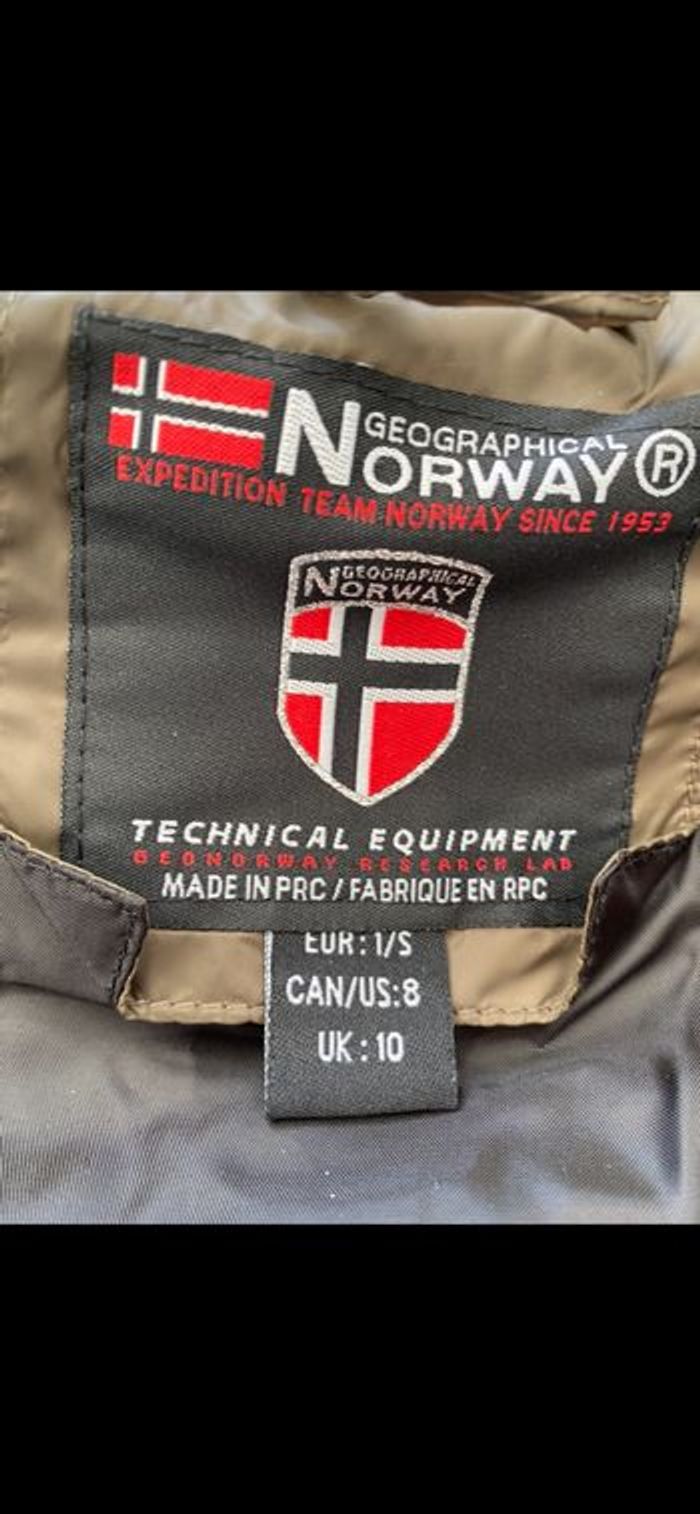 GEOGRAPHICAL
NORWAY®
EXPEDITION TEAM NORWAY SINCE 1953
GEOGRAPHICAL
NORWAY
TECHNICAL EQUIPMENT
GEONORWAY RESEARCH LAB
MADE IN PRC / FABRIQUE EN RPC
EUR : 1/S
CAN/US:8
UK : 10